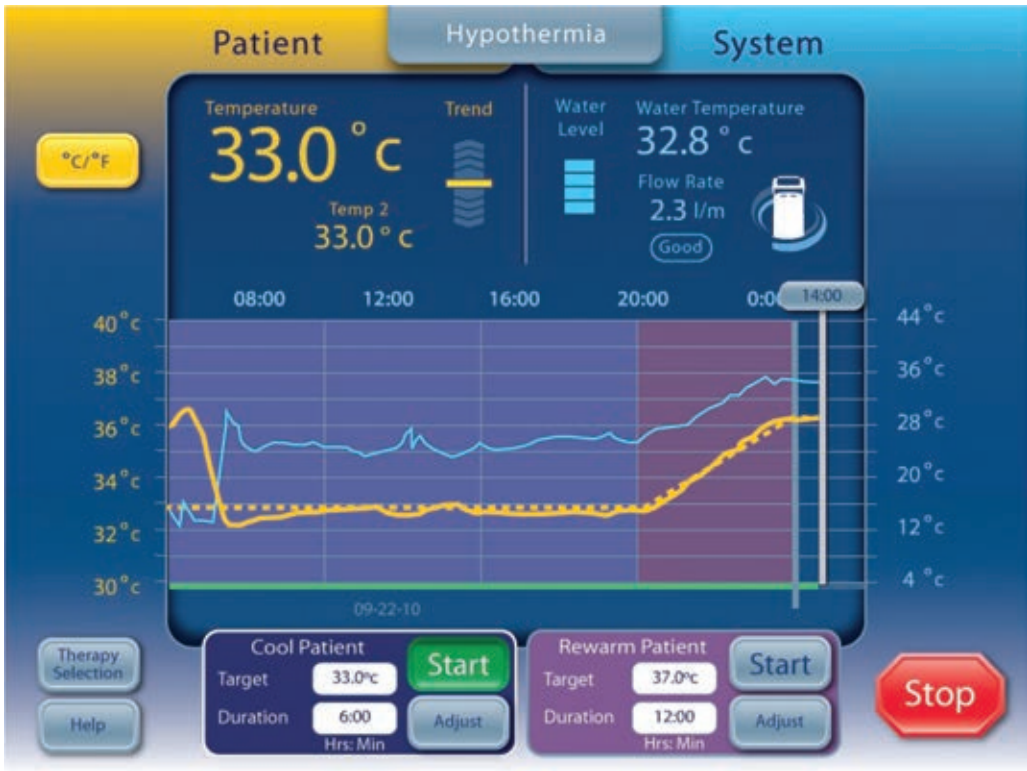 Patient
Hypothermia
System
Temperature
33.0 °c
Trend
Temp 2
33.0° c
Water
Level
Water Temperature
32.8 ° c
Flow Rate
2.3 l/m
Good
°C/°F
08:00 12:00 16:00 20:00 14:00
40°c
38°c
36°c
34°c
32°c
30°c
44°c
36°c
28°c
20°c
12°c
4 °c
09-22-10
Therapy
Selection
Help
Cool Patient
Target 33.0°c
Start
Duration 6:00
Hrs: Min
Adjust
Rewarm Patient
Target 37.0°c
Start
Duration 12:00
Hrs: Min
Adjust
Stop